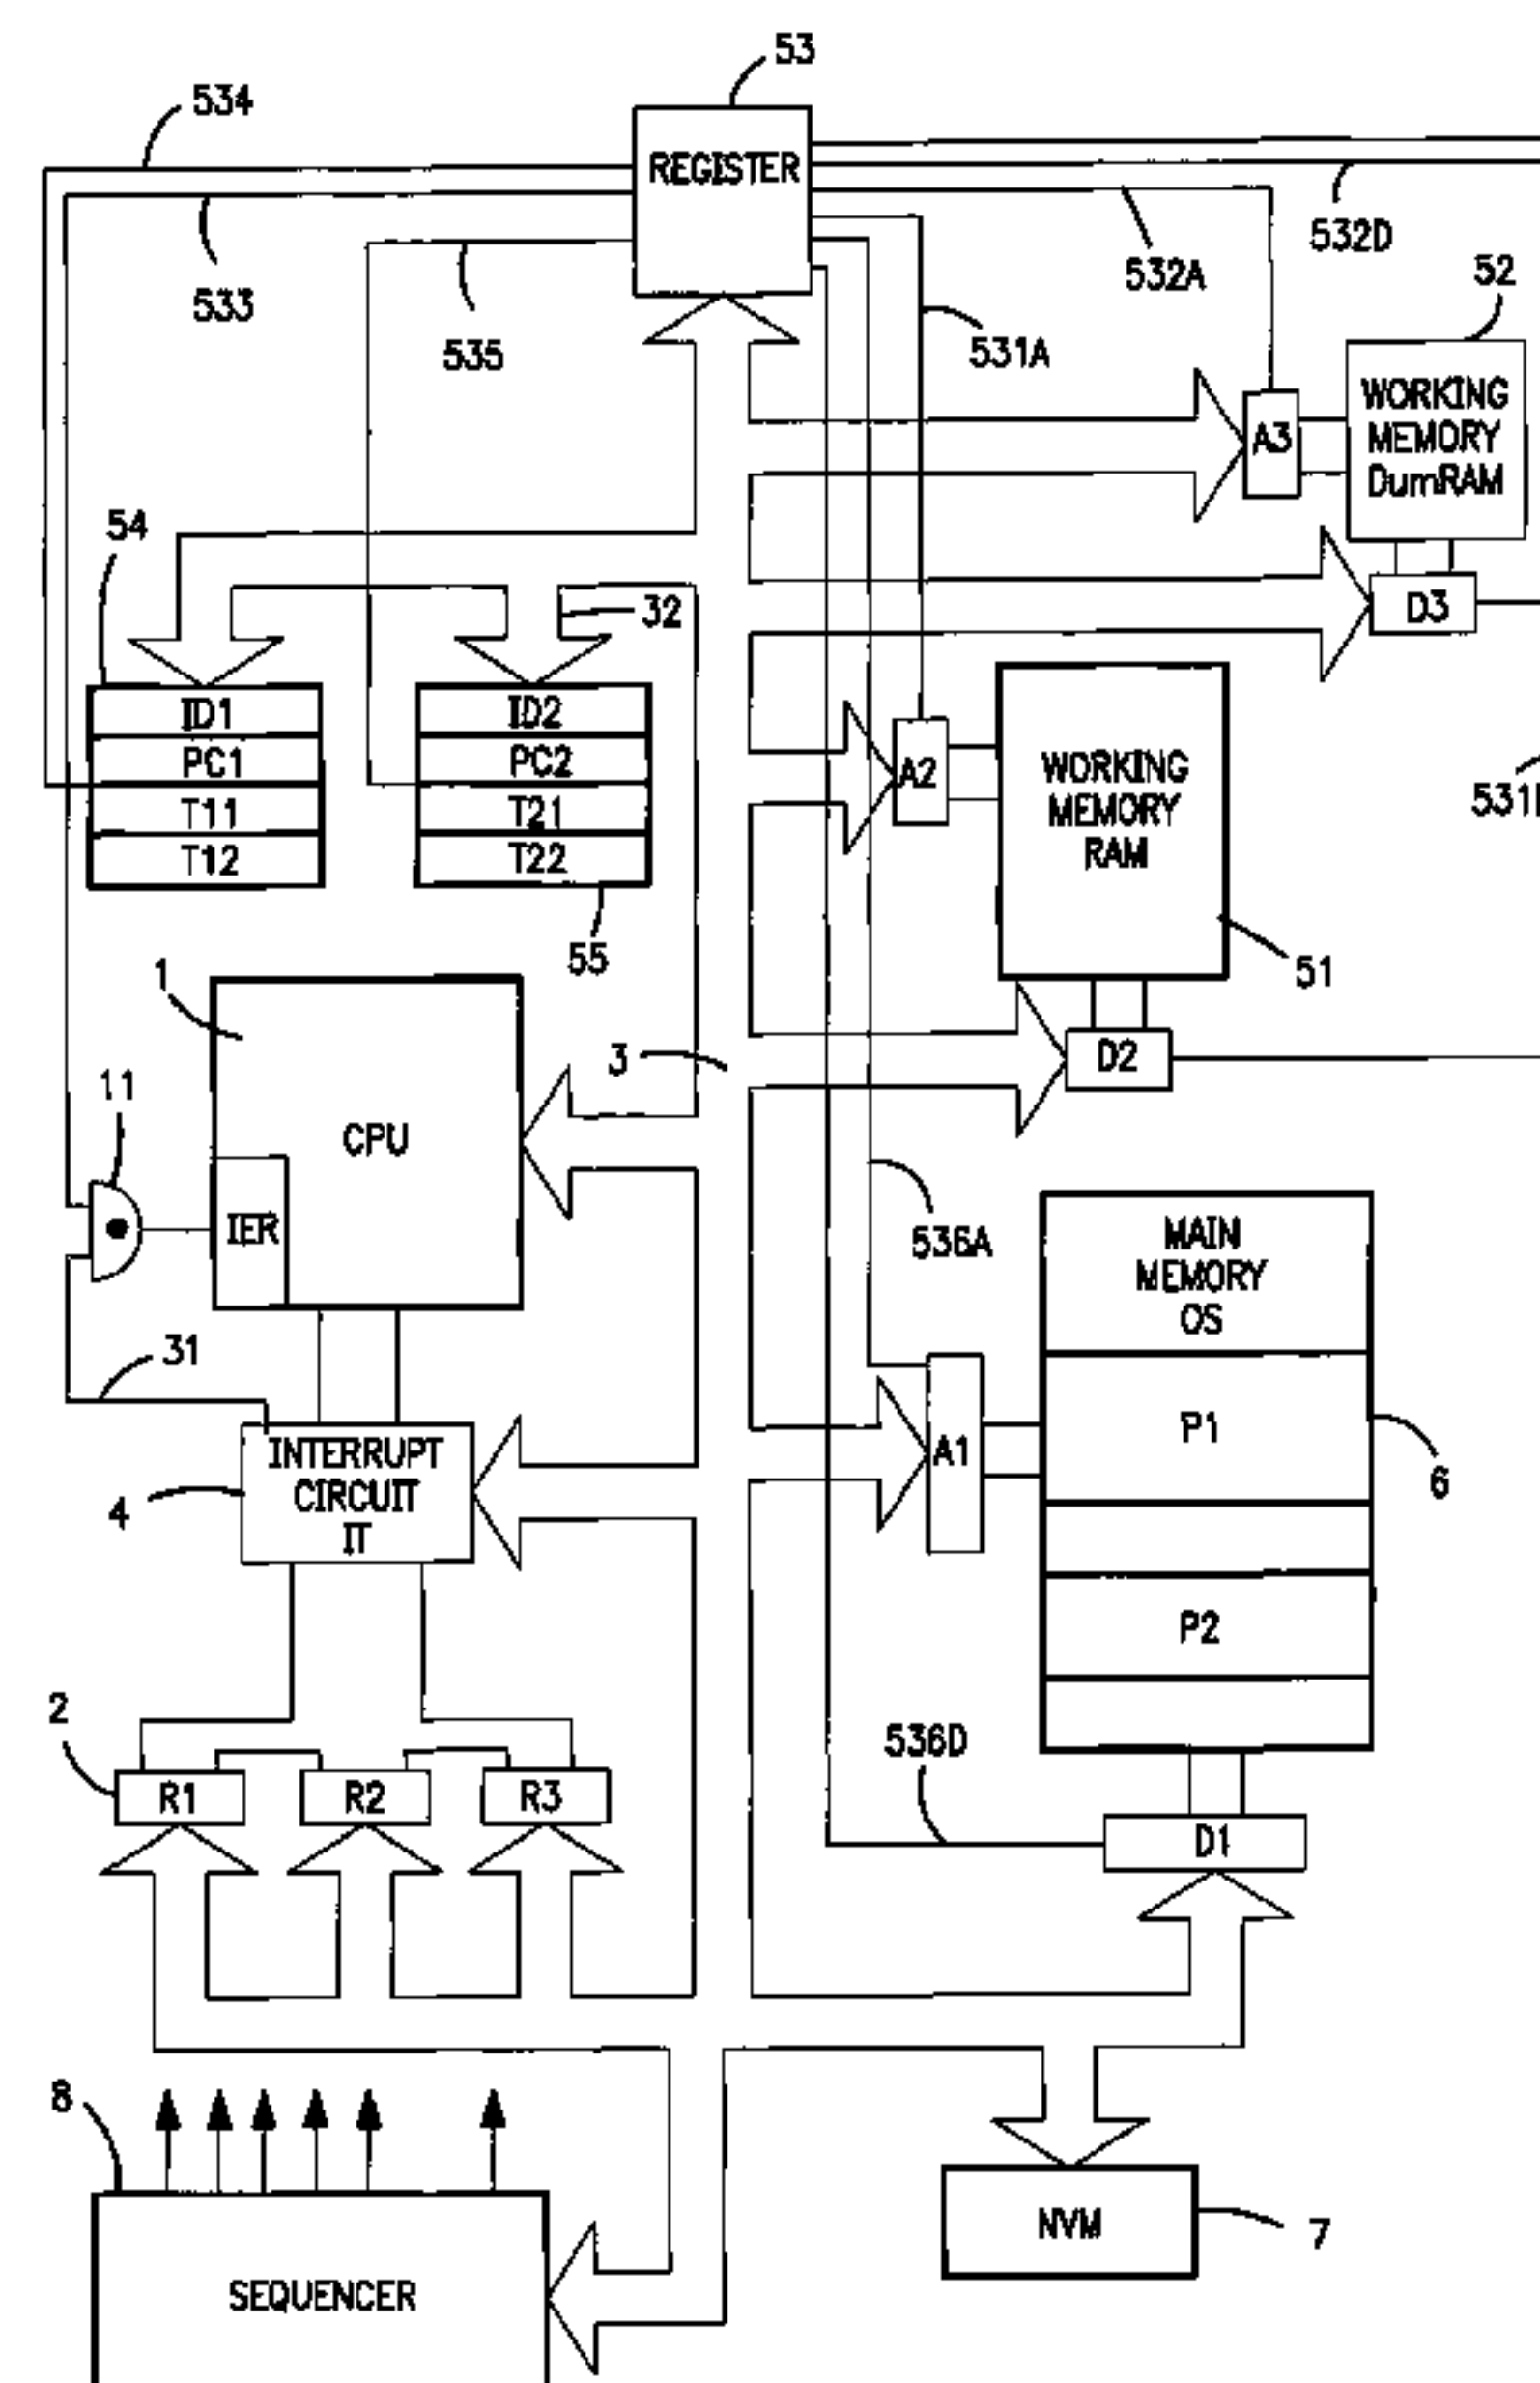 53
534
REGISTER
532D
533
532A
52
535
531A
WORKING
MEMORY
DumRAM
A3
54
32
D3
ID1
PC1
T11
T12
ID2
PC2
T21
T22
A2
WORKING
MEMORY
RAM
55
51
1
3
D2
11
CPU
IER
536A
MAIN
MEMORY
OS
31
P1
A1
INTERRUPT
CIRCUIT
IT
4
6
P2
2
536D
R1
R2
R3
D1
8
NVM
7
SEQUENCER